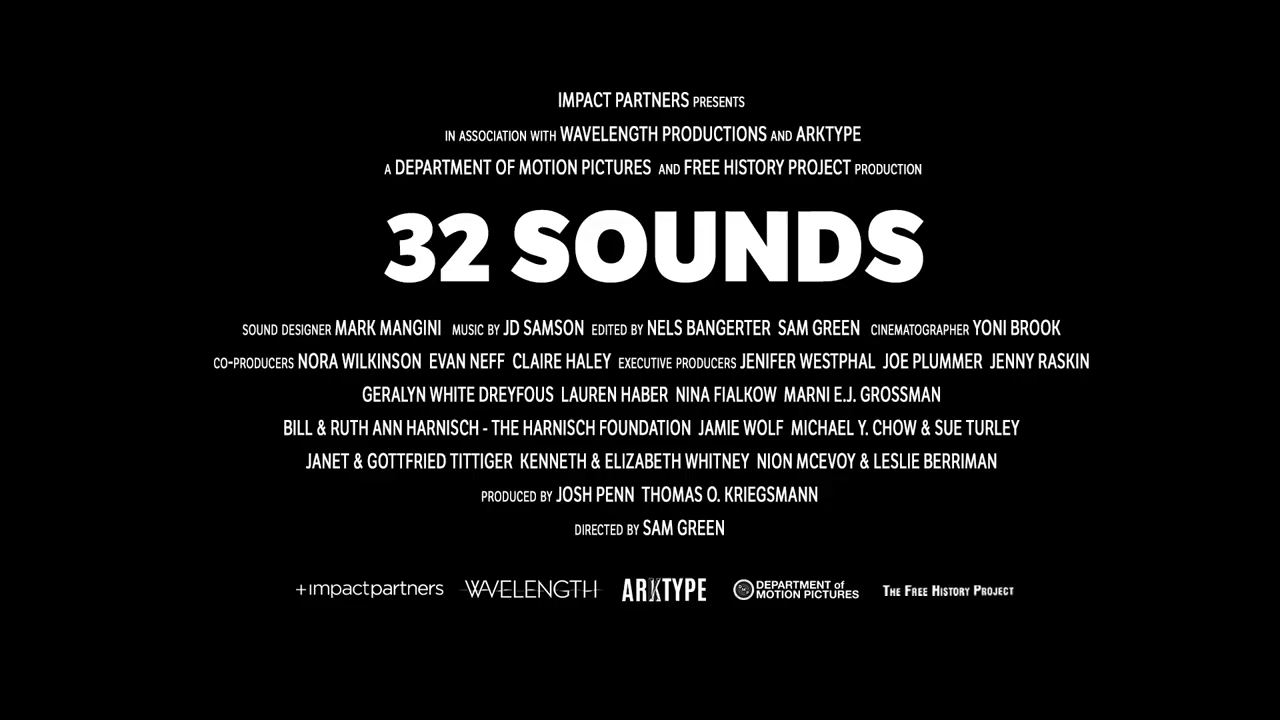 IMPACT PARTNERS PRESENTS
IN ASSOCIATION WITH WAVELENGTH PRODUCTIONS AND ARKTYPE
A DEPARTMENT OF MOTION PICTURES AND FREE HISTORY PROJECT PRODUCTION
32 SOUNDS
SOUND DESIGNER MARK MANGINI MUSIC BY JD SAMSON EDITED BY NELS BANGERTER SAM GREEN CINEMATOGRAPHER YONI BROOK
CO-PRODUCERS NORA WILKINSON EVAN NEFF CLAIRE HALEY EXECUTIVE PRODUCERS JENIFER WESTPHAL JOE PLUMMER JENNY RASKIN
GERALYN WHITE DREYFOUS LAUREN HABER NINA FIALKOW MARNI E.J. GROSSMAN
BILL & RUTH ANN HARNISCH - THE HARNISCH FOUNDATION JAMIE WOLF MICHAEL Y. CHOW & SUE TURLEY
JANET & GOTTFRIED TITTIGER KENNETH & ELIZABETH WHITNEY NION MCEVOY & LESLIE BERRIMAN
PRODUCED BY JOSH PENN THOMAS O. KRIEGSMANN
DIRECTED BY SAM GREEN
+impactpartners WAVELENGTH ARKTYPE DEPARTMENT of MOTION PICTURES THE FREE HISTORY PROJECT